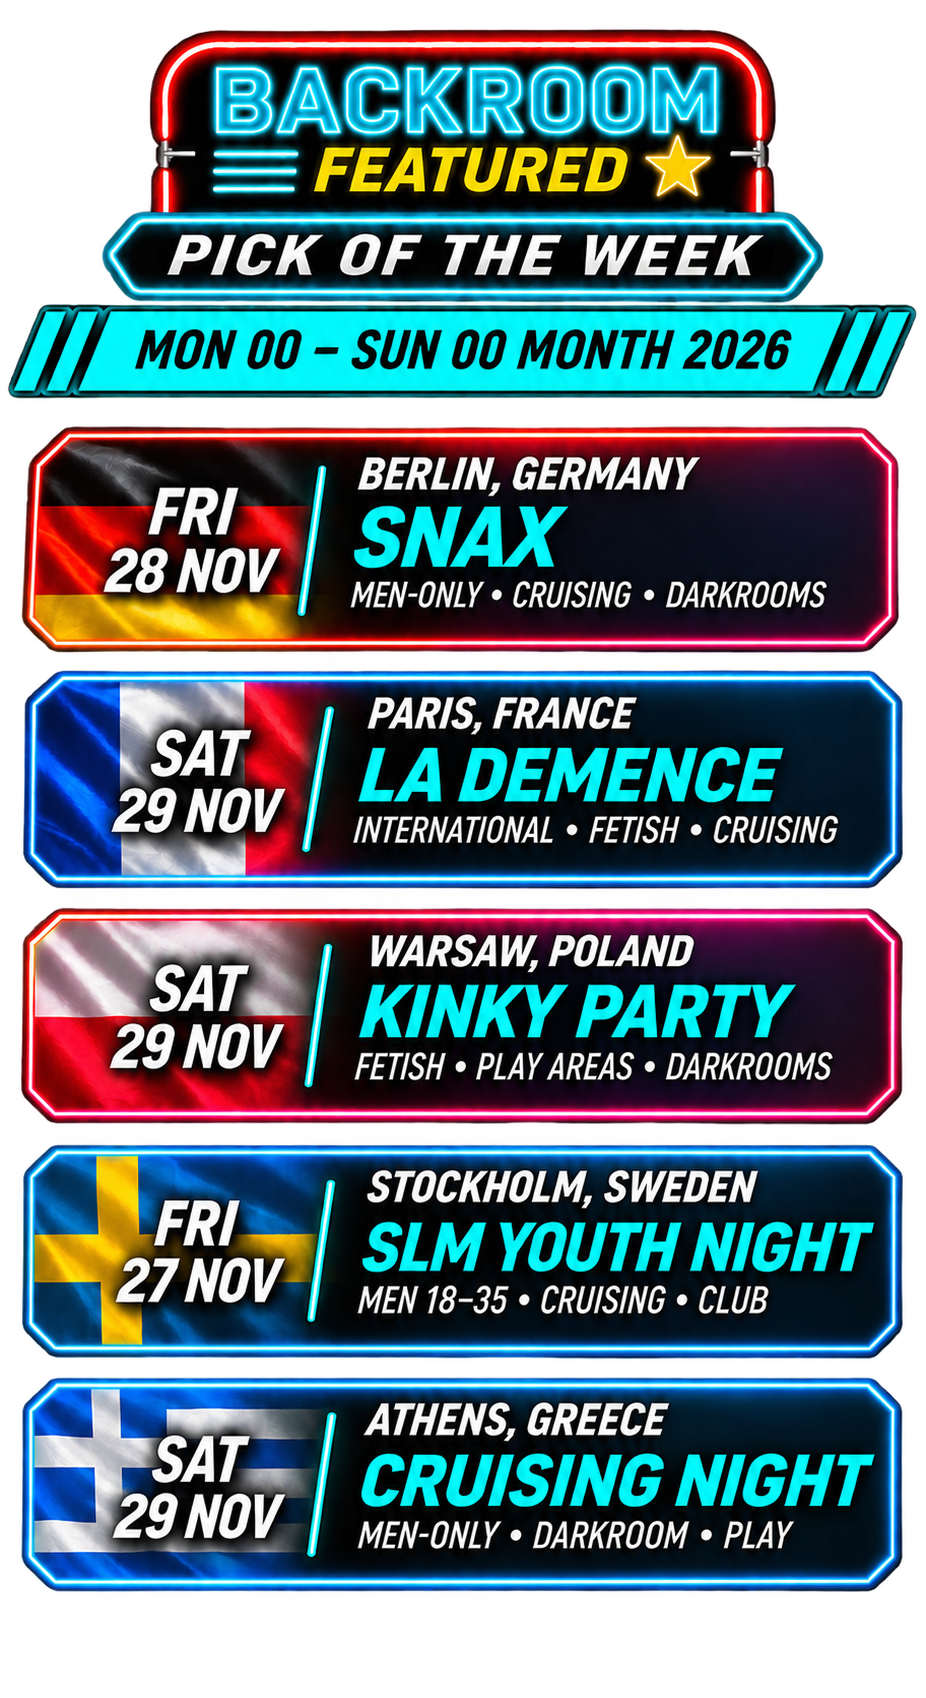 BACKROOM
FEATURED
PICK OF THE WEEK
MON 00 – SUN 00 MONTH 2026
FRI
28 NOV
BERLIN, GERMANY
SNAX
MEN-ONLY • CRUISING • DARKROOMS
SAT
29 NOV
PARIS, FRANCE
LA DEMENCE
INTERNATIONAL • FETISH • CRUISING
SAT
29 NOV
WARSAW, POLAND
KINKY PARTY
FETISH • PLAY AREAS • DARKROOMS
FRI
27 NOV
STOCKHOLM, SWEDEN
SLM YOUTH NIGHT
MEN 18–35 • CRUISING • CLUB
SAT
29 NOV
ATHENS, GREECE
CRUISING NIGHT
MEN-ONLY • DARKROOM • PLAY